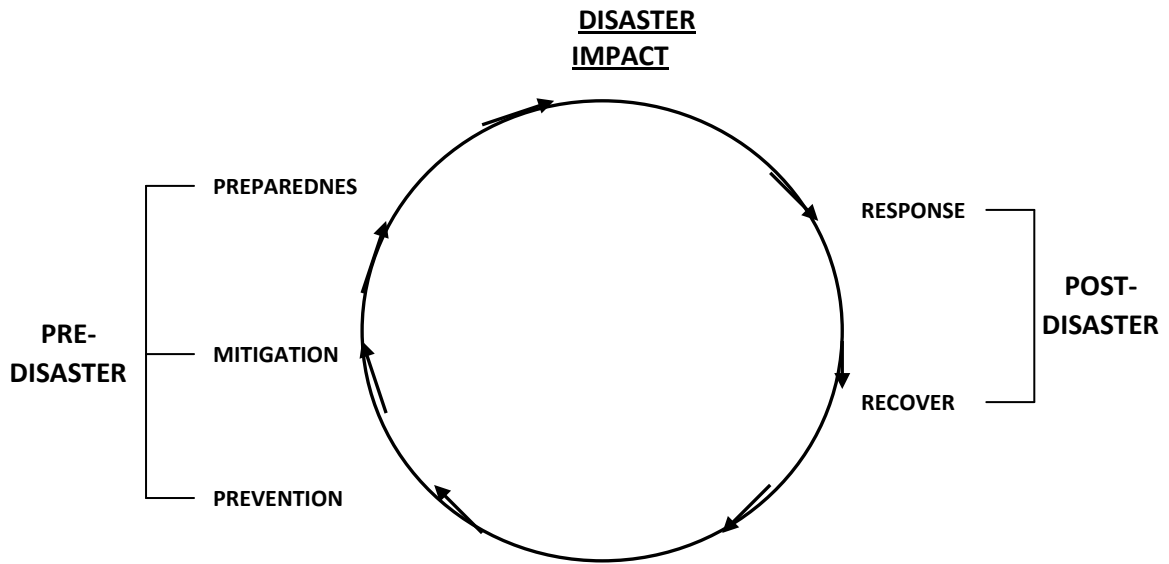 DISASTER
IMPACT
PREPAREDNES
RESPONSE
POST-
DISASTER
PRE-
DISASTER
MITIGATION
RECOVER
PREVENTION